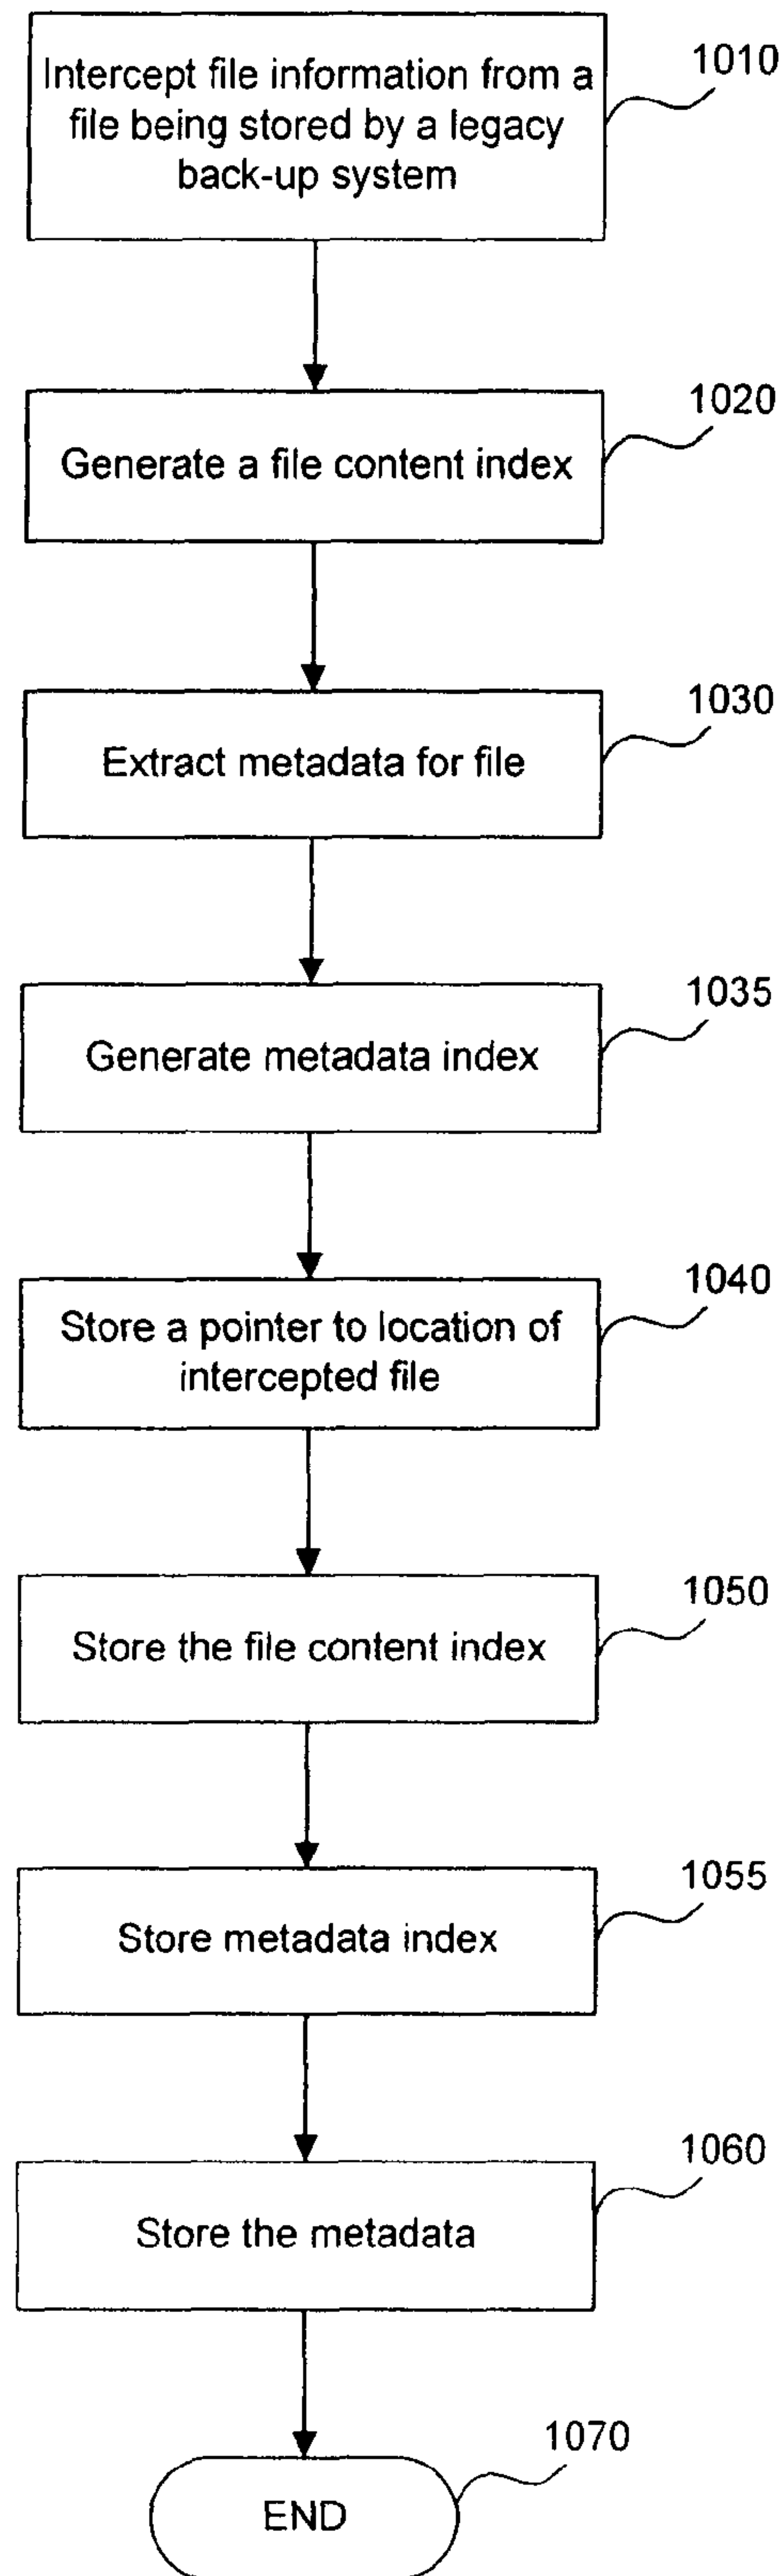 Intercept file information from a
file being stored by a legacy
back-up system
1010
Generate a file content index
1020
Extract metadata for file
1030
Generate metadata index
1035
Store a pointer to location of
intercepted file
1040
Store the file content index
1050
Store metadata index
1055
Store the metadata
1060
END
1070